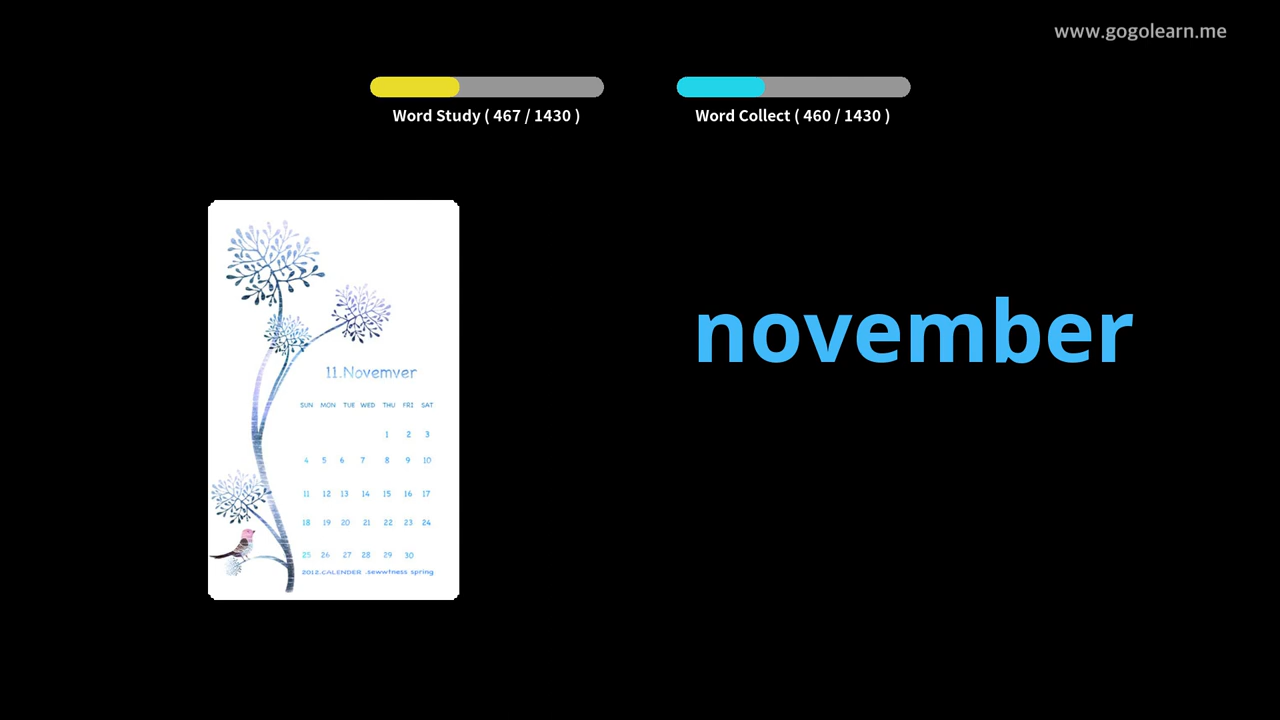 www.gogolearn.me
Word Study ( 467 / 1430 )
Word Collect ( 460 / 1430 )
november
11.Novemver
SUN MON TUE WED THU FRI SAT
1 2 3
4 5 6 7 8 9 10
11 12 13 14 15 16 17
18 19 20 21 22 23 24
25 26 27 28 29 30
2012.CALENDER .sewwtness spring